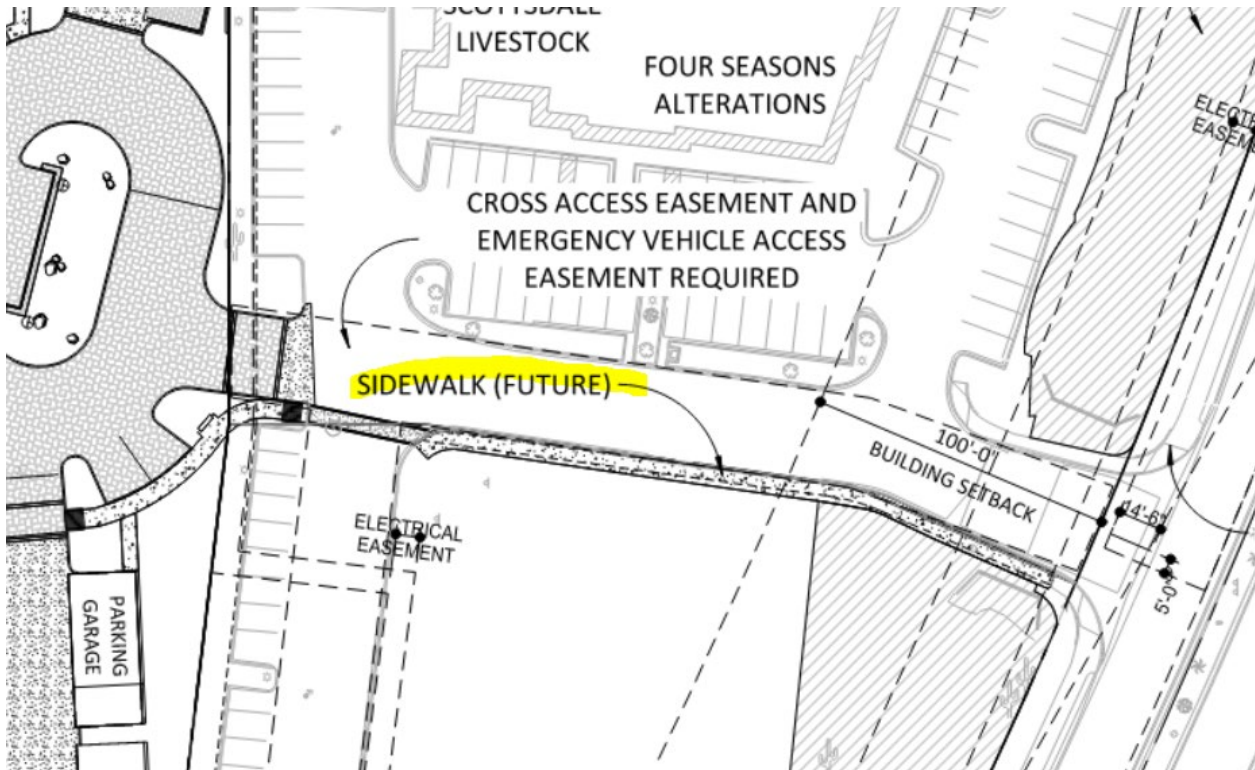 SCOTTSDALE
LIVESTOCK
FOUR SEASONS
ALTERATIONS
CROSS ACCESS EASEMENT AND
EMERGENCY VEHICLE ACCESS
EASEMENT REQUIRED
SIDEWALK (FUTURE)
100'-0"
BUILDING SETBACK
14'-6"
5'-0"
ELECTRICAL
EASEMENT
PARKING
GARAGE